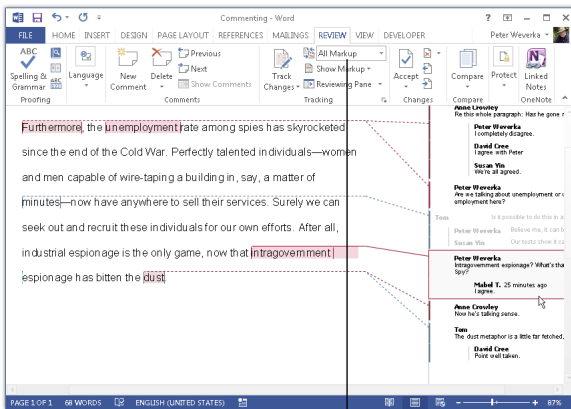 Commenting - Word
FILE HOME INSERT DESIGN PAGE LAYOUT REFERENCES MAILINGS REVIEW VIEW DEVELOPER Peter Weverka
ABC
Spelling & Grammar
Language
New Comment
Delete
Previous
Next
Show Comments
Track Changes
All Markup
Show Markup
Reviewing Pane
Accept
Compare
Protect
Linked Notes
Proofing Comments Tracking Changes Compare OneNote
Furthermore, the unemployment rate among spies has skyrocketed
since the end of the Cold War. Perfectly talented individuals—women
and men capable of wire-taping a building in, say, a matter of
minutes—now have anywhere to sell their services. Surely we can
seek out and recruit these individuals for our own efforts. After all,
industrial espionage is the only game, now that intragovernment
espionage has bitten the dust.
Anne Crowley
Re this whole paragraph: Has he gone
Peter Weverka
I completely disagree.
David Cree
I agree with Peter
Susan Yin
We're all agreed.
Peter Weverka
Are we talking about unemployment or
employment here?
Tom Is it possible to do this in a
Peter Weverka Believe me, it can b
Susan Yin Our tests show it ca
Peter Weverka
Intragovernment espionage? What's tha
Spy?
Mabel T. 25 minutes ago
I agree.
Anne Crowley
Now he's talking sense.
Tom
The dust metaphor is a little far fetched,
David Cree
Point well taken.
PAGE 1 OF 1 68 WORDS ENGLISH (UNITED STATES) 87%